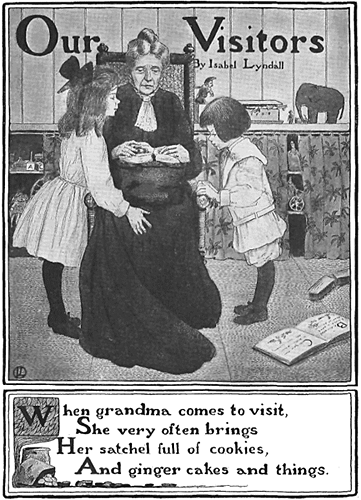 Our Visitors
By Isabel Lyndall
When grandma comes to visit,
She very often brings
Her satchel full of cookies,
And ginger cakes and things.